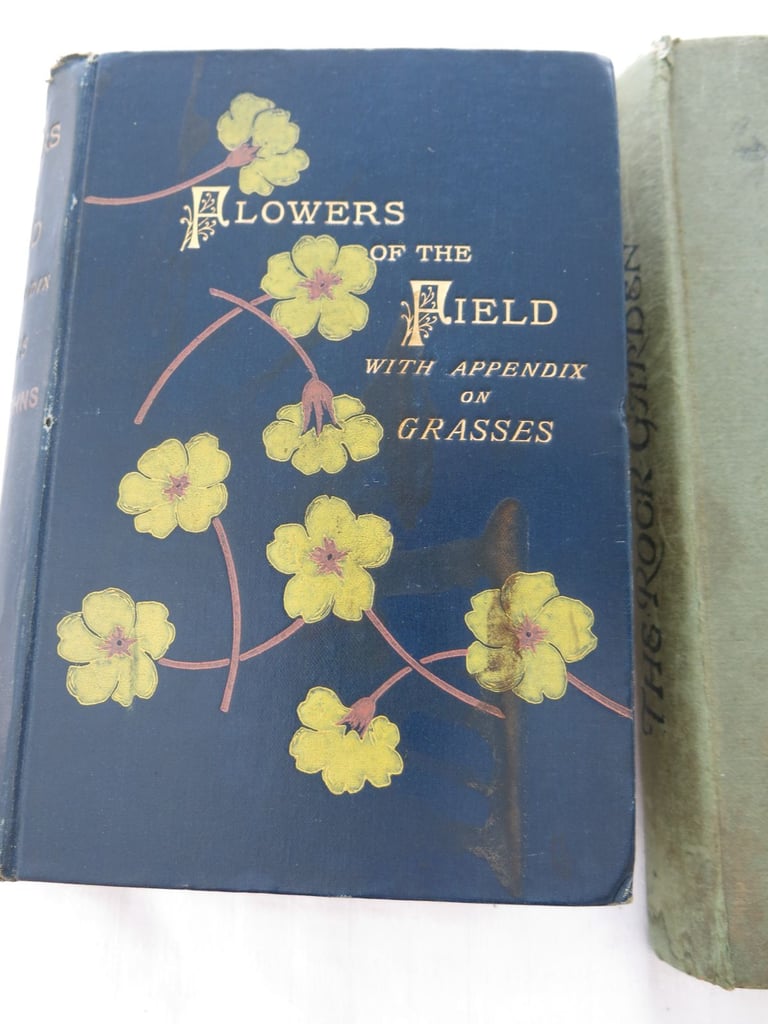 FLOWERS
OF THE
FIELD
WITH APPENDIX
ON
GRASSES
THE ROCK GARDEN